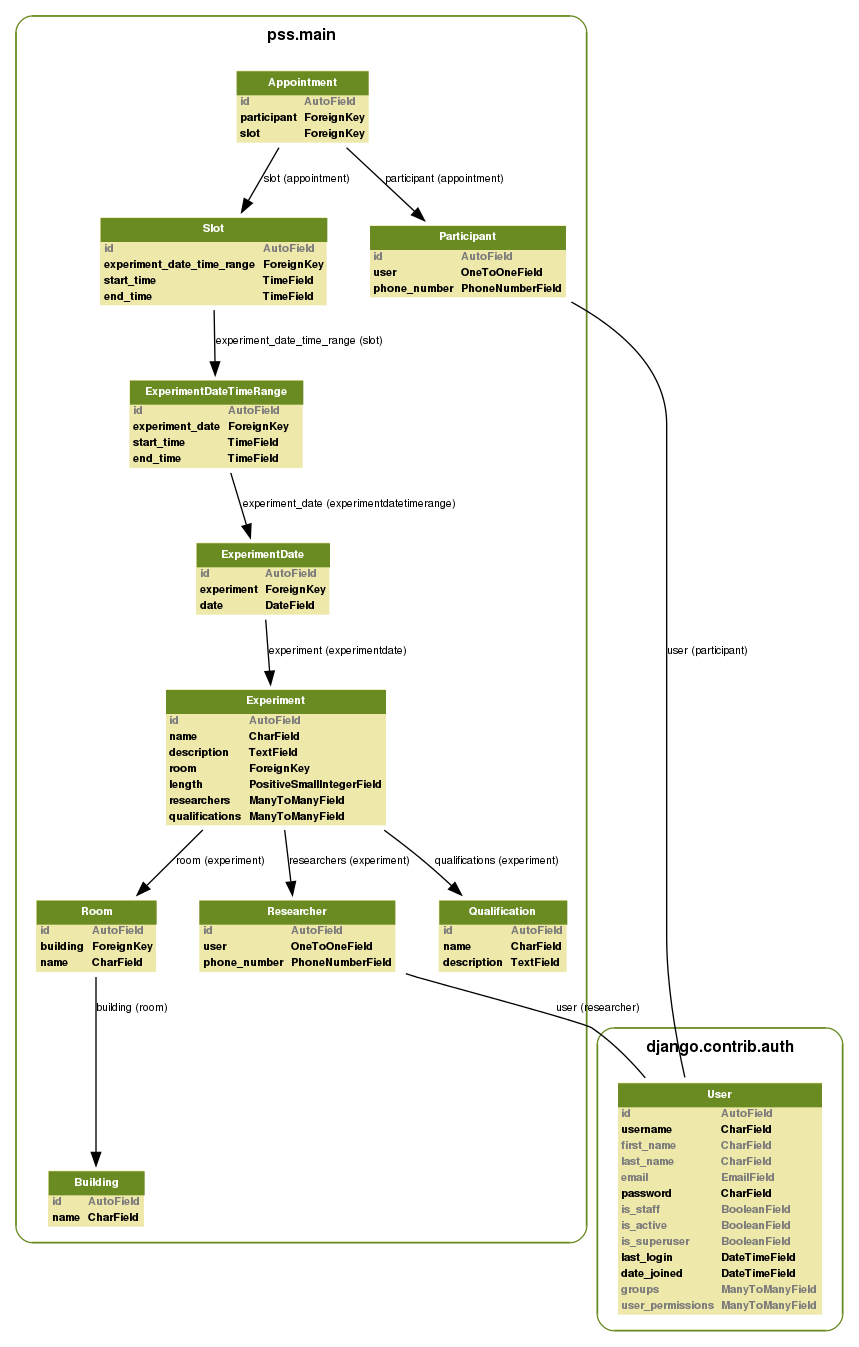 pss.main
Appointment
id AutoField
participant ForeignKey
slot ForeignKey
slot (appointment)
participant (appointment)
Slot
id AutoField
experiment_date_time_range ForeignKey
start_time TimeField
end_time TimeField
Participant
id AutoField
user OneToOneField
phone_number PhoneNumberField
experiment_date_time_range (slot)
ExperimentDateTimeRange
id AutoField
experiment_date ForeignKey
start_time TimeField
end_time TimeField
experiment_date (experimentdatetimerange)
ExperimentDate
id AutoField
experiment ForeignKey
date DateField
experiment (experimentdate)
user (participant)
Experiment
id AutoField
name CharField
description TextField
room ForeignKey
length PositiveSmallIntegerField
researchers ManyToManyField
qualifications ManyToManyField
room (experiment)
researchers (experiment)
qualifications (experiment)
Room
id AutoField
building ForeignKey
name CharField
Researcher
id AutoField
user OneToOneField
phone_number PhoneNumberField
Qualification
id AutoField
name CharField
description TextField
building (room)
user (researcher)
django.contrib.auth
User
id AutoField
username CharField
first_name CharField
last_name CharField
email EmailField
password CharField
is_staff BooleanField
is_active BooleanField
is_superuser BooleanField
last_login DateTimeField
date_joined DateTimeField
groups ManyToManyField
user_permissions ManyToManyField
Building
id AutoField
name CharField